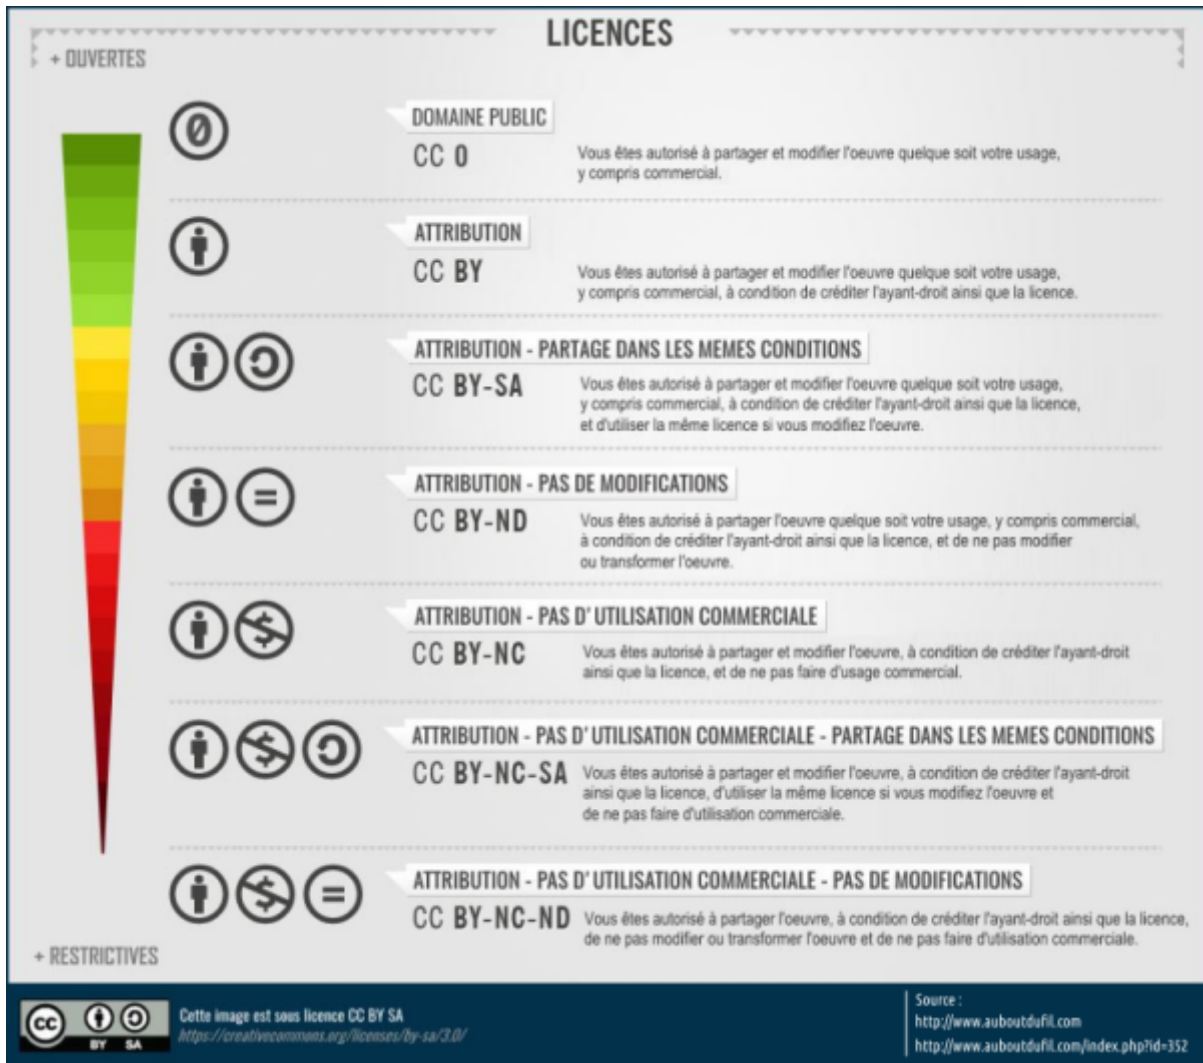 LICENCES
+ OUVERTES
DOMAINE PUBLIC
CC 0
Vous êtes autorisé à partager et modifier l'oeuvre quelque soit votre usage,
y compris commercial.
ATTRIBUTION
CC BY
Vous êtes autorisé à partager et modifier l'oeuvre quelque soit votre usage,
y compris commercial, à condition de créditer l'ayant-droit ainsi que la licence.
ATTRIBUTION - PARTAGE DANS LES MEMES CONDITIONS
CC BY-SA
Vous êtes autorisé à partager et modifier l'oeuvre quelque soit votre usage,
y compris commercial, à condition de créditer l'ayant-droit ainsi que la licence,
et d'utiliser la même licence si vous modifiez l'oeuvre.
ATTRIBUTION - PAS DE MODIFICATIONS
CC BY-ND
Vous êtes autorisé à partager l'oeuvre quelque soit votre usage, y compris commercial,
à condition de créditer l'ayant-droit ainsi que la licence, et de ne pas modifier
ou transformer l'oeuvre.
ATTRIBUTION - PAS D' UTILISATION COMMERCIALE
CC BY-NC
Vous êtes autorisé à partager et modifier l'oeuvre, à condition de créditer l'ayant-droit
ainsi que la licence, et de ne pas faire d'usage commercial.
ATTRIBUTION - PAS D' UTILISATION COMMERCIALE - PARTAGE DANS LES MEMES CONDITIONS
CC BY-NC-SA
Vous êtes autorisé à partager et modifier l'oeuvre, à condition de créditer l'ayant-droit
ainsi que la licence, d'utiliser la même licence si vous modifiez l'oeuvre et
de ne pas faire d'utilisation commerciale.
ATTRIBUTION - PAS D' UTILISATION COMMERCIALE - PAS DE MODIFICATIONS
CC BY-NC-ND
Vous êtes autorisé à partager l'oeuvre, à condition de créditer l'ayant-droit ainsi que la licence,
de ne pas modifier ou transformer l'oeuvre et de ne pas faire d'utilisation commerciale.
+ RESTRICTIVES
cc
BY SA
Cette image est sous licence CC BY SA
https://creativecommons.org/licenses/by-sa/3.0/
Source :
http://www.auboutdufil.com
http://www.auboutdufil.com/index.php?id=352